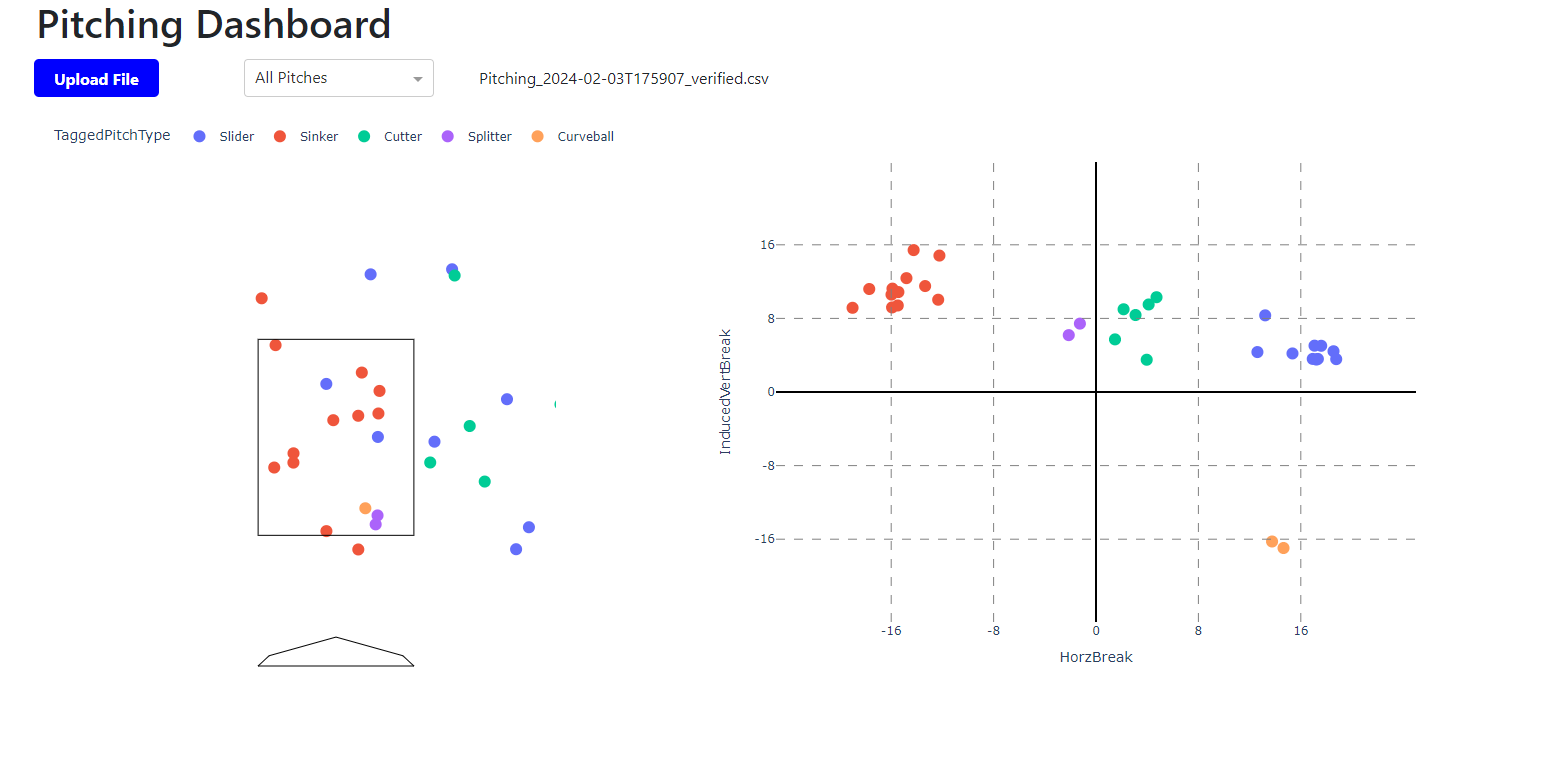 Pitching Dashboard
Upload File
All Pitches
Pitching_2024-02-03T175907_verified.csv
TaggedPitchType Slider Sinker Cutter Splitter Curveball
16
8
0
-8
-16
InducedVertBreak
-16 -8 0 8 16
HorzBreak